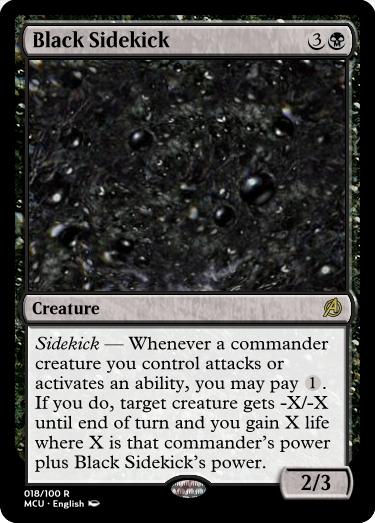 Black Sidekick 3
Creature
Sidekick — Whenever a commander
creature you control attacks or
activates an ability, you may pay 1.
If you do, target creature gets -X/-X
until end of turn and you gain X life
where X is that commander's power
plus Black Sidekick's power.
2/3
018/100 R
MCU • English